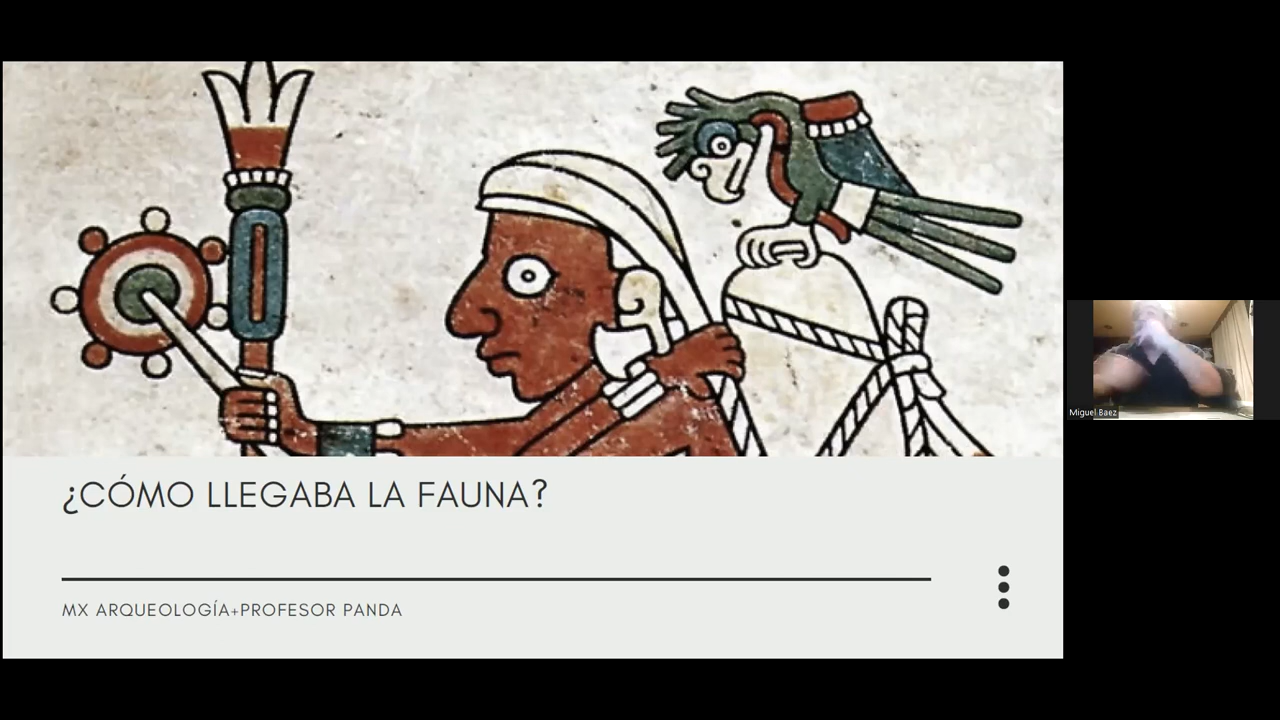 ¿CÓMO LLEGABA LA FAUNA?
MX ARQUEOLOGÍA+PROFESOR PANDA
Miguel Baez